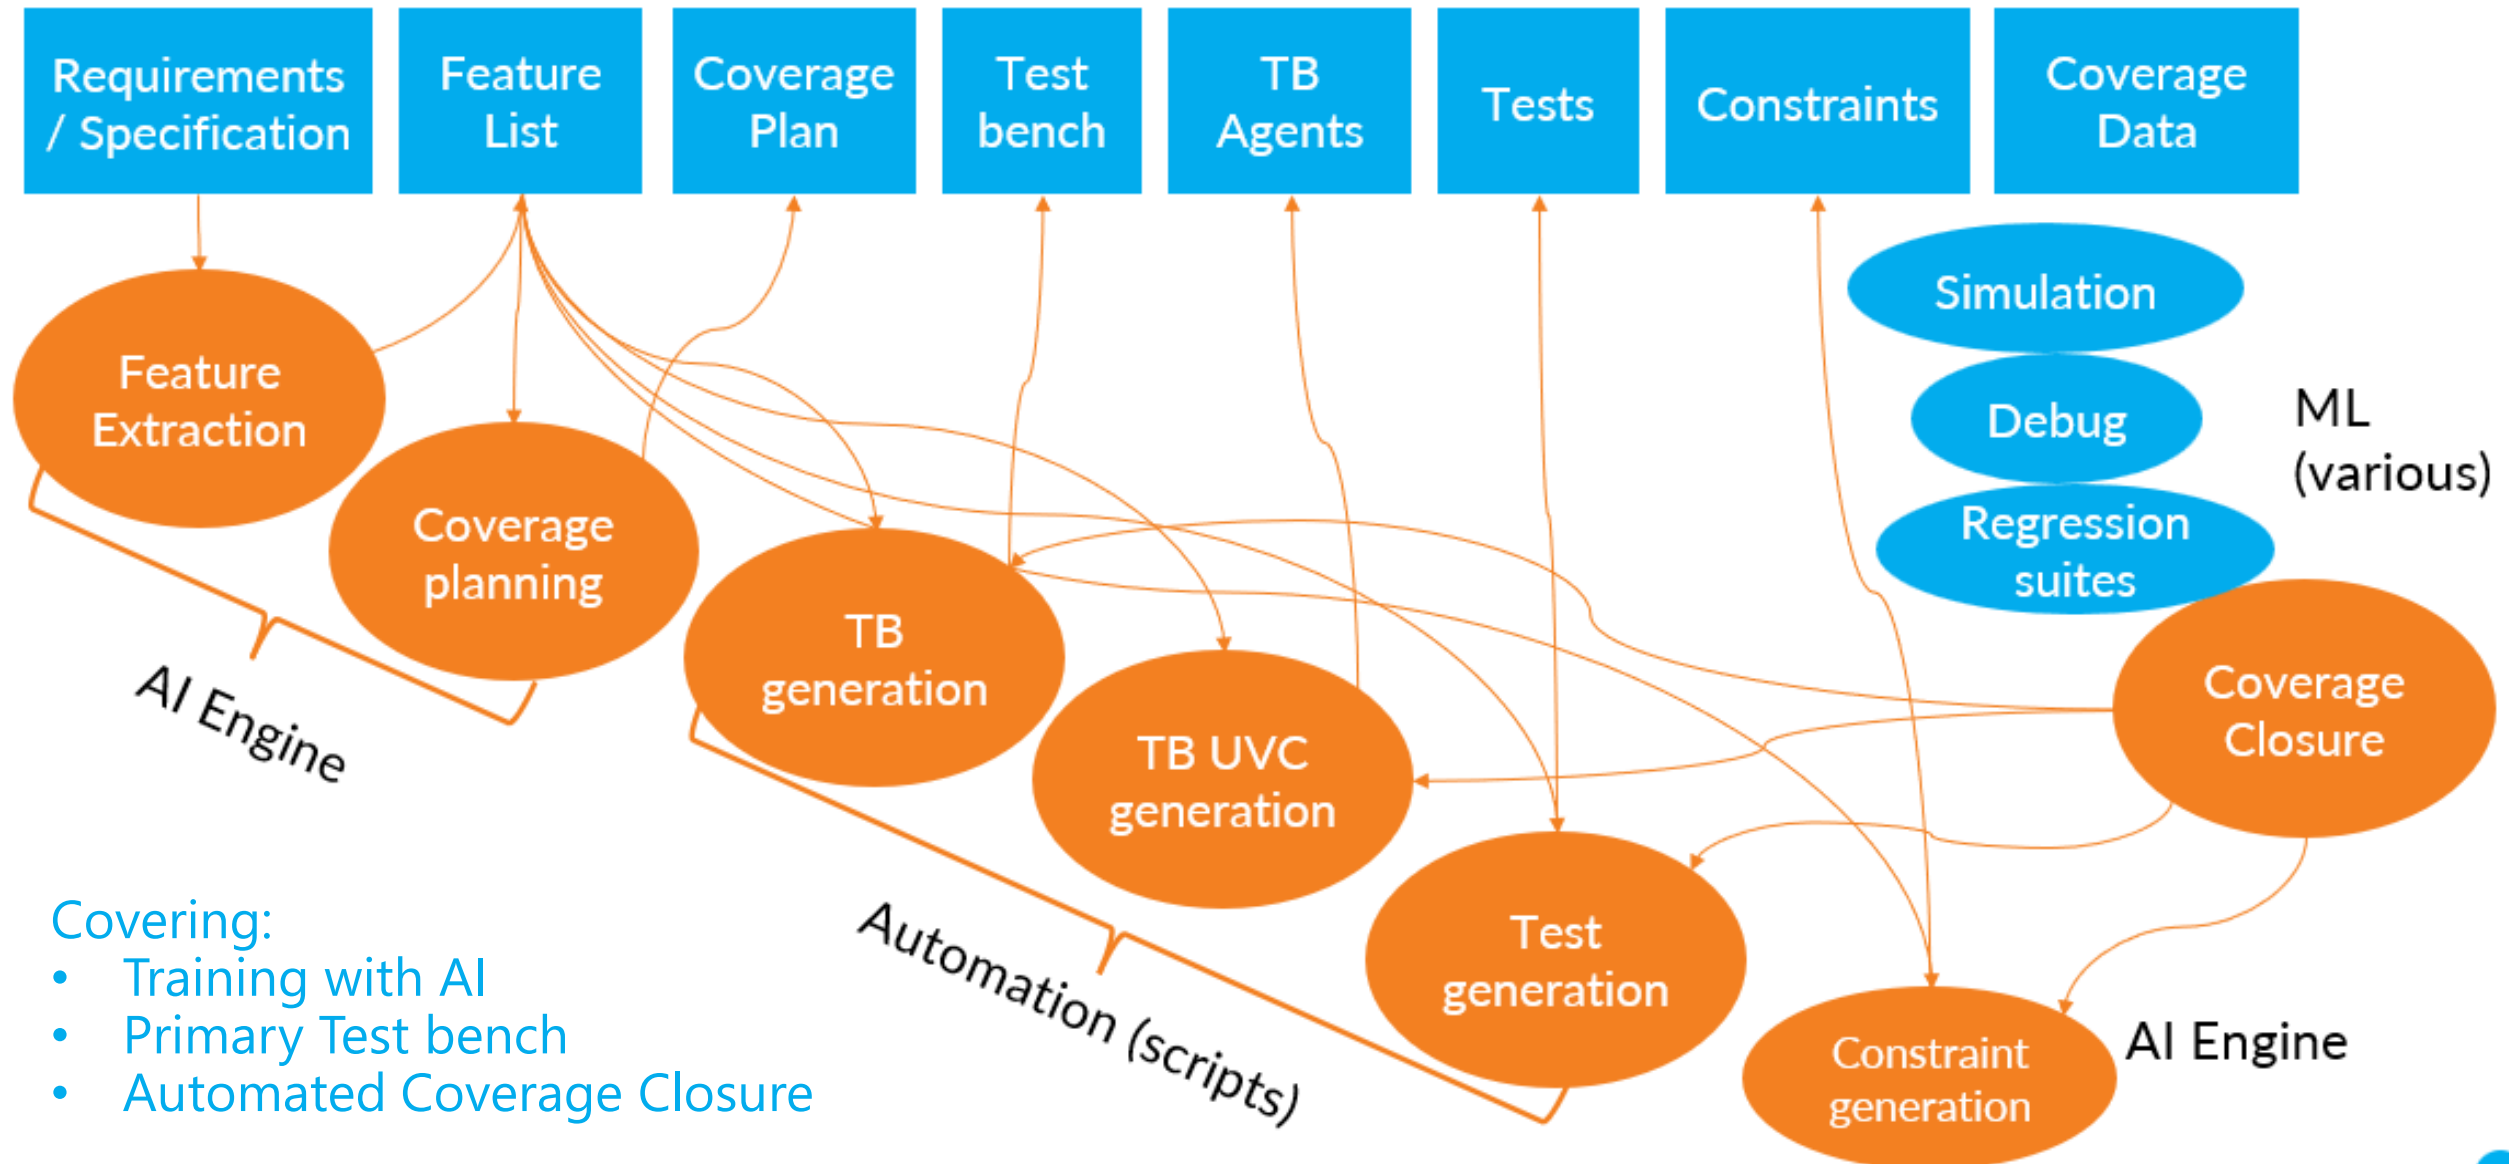 Requirements
/ Specification
Feature
List
Coverage
Plan
Test
bench
TB
Agents
Tests
Constraints
Coverage
Data
Simulation
Debug
Regression
suites
ML
(various)
Feature
Extraction
Coverage
planning
TB
generation
TB UVC
generation
Test
generation
Constraint
generation
Coverage
Closure
AI Engine
Automation (scripts)
AI Engine
Covering:
• Training with AI
• Primary Test bench
• Automated Coverage Closure